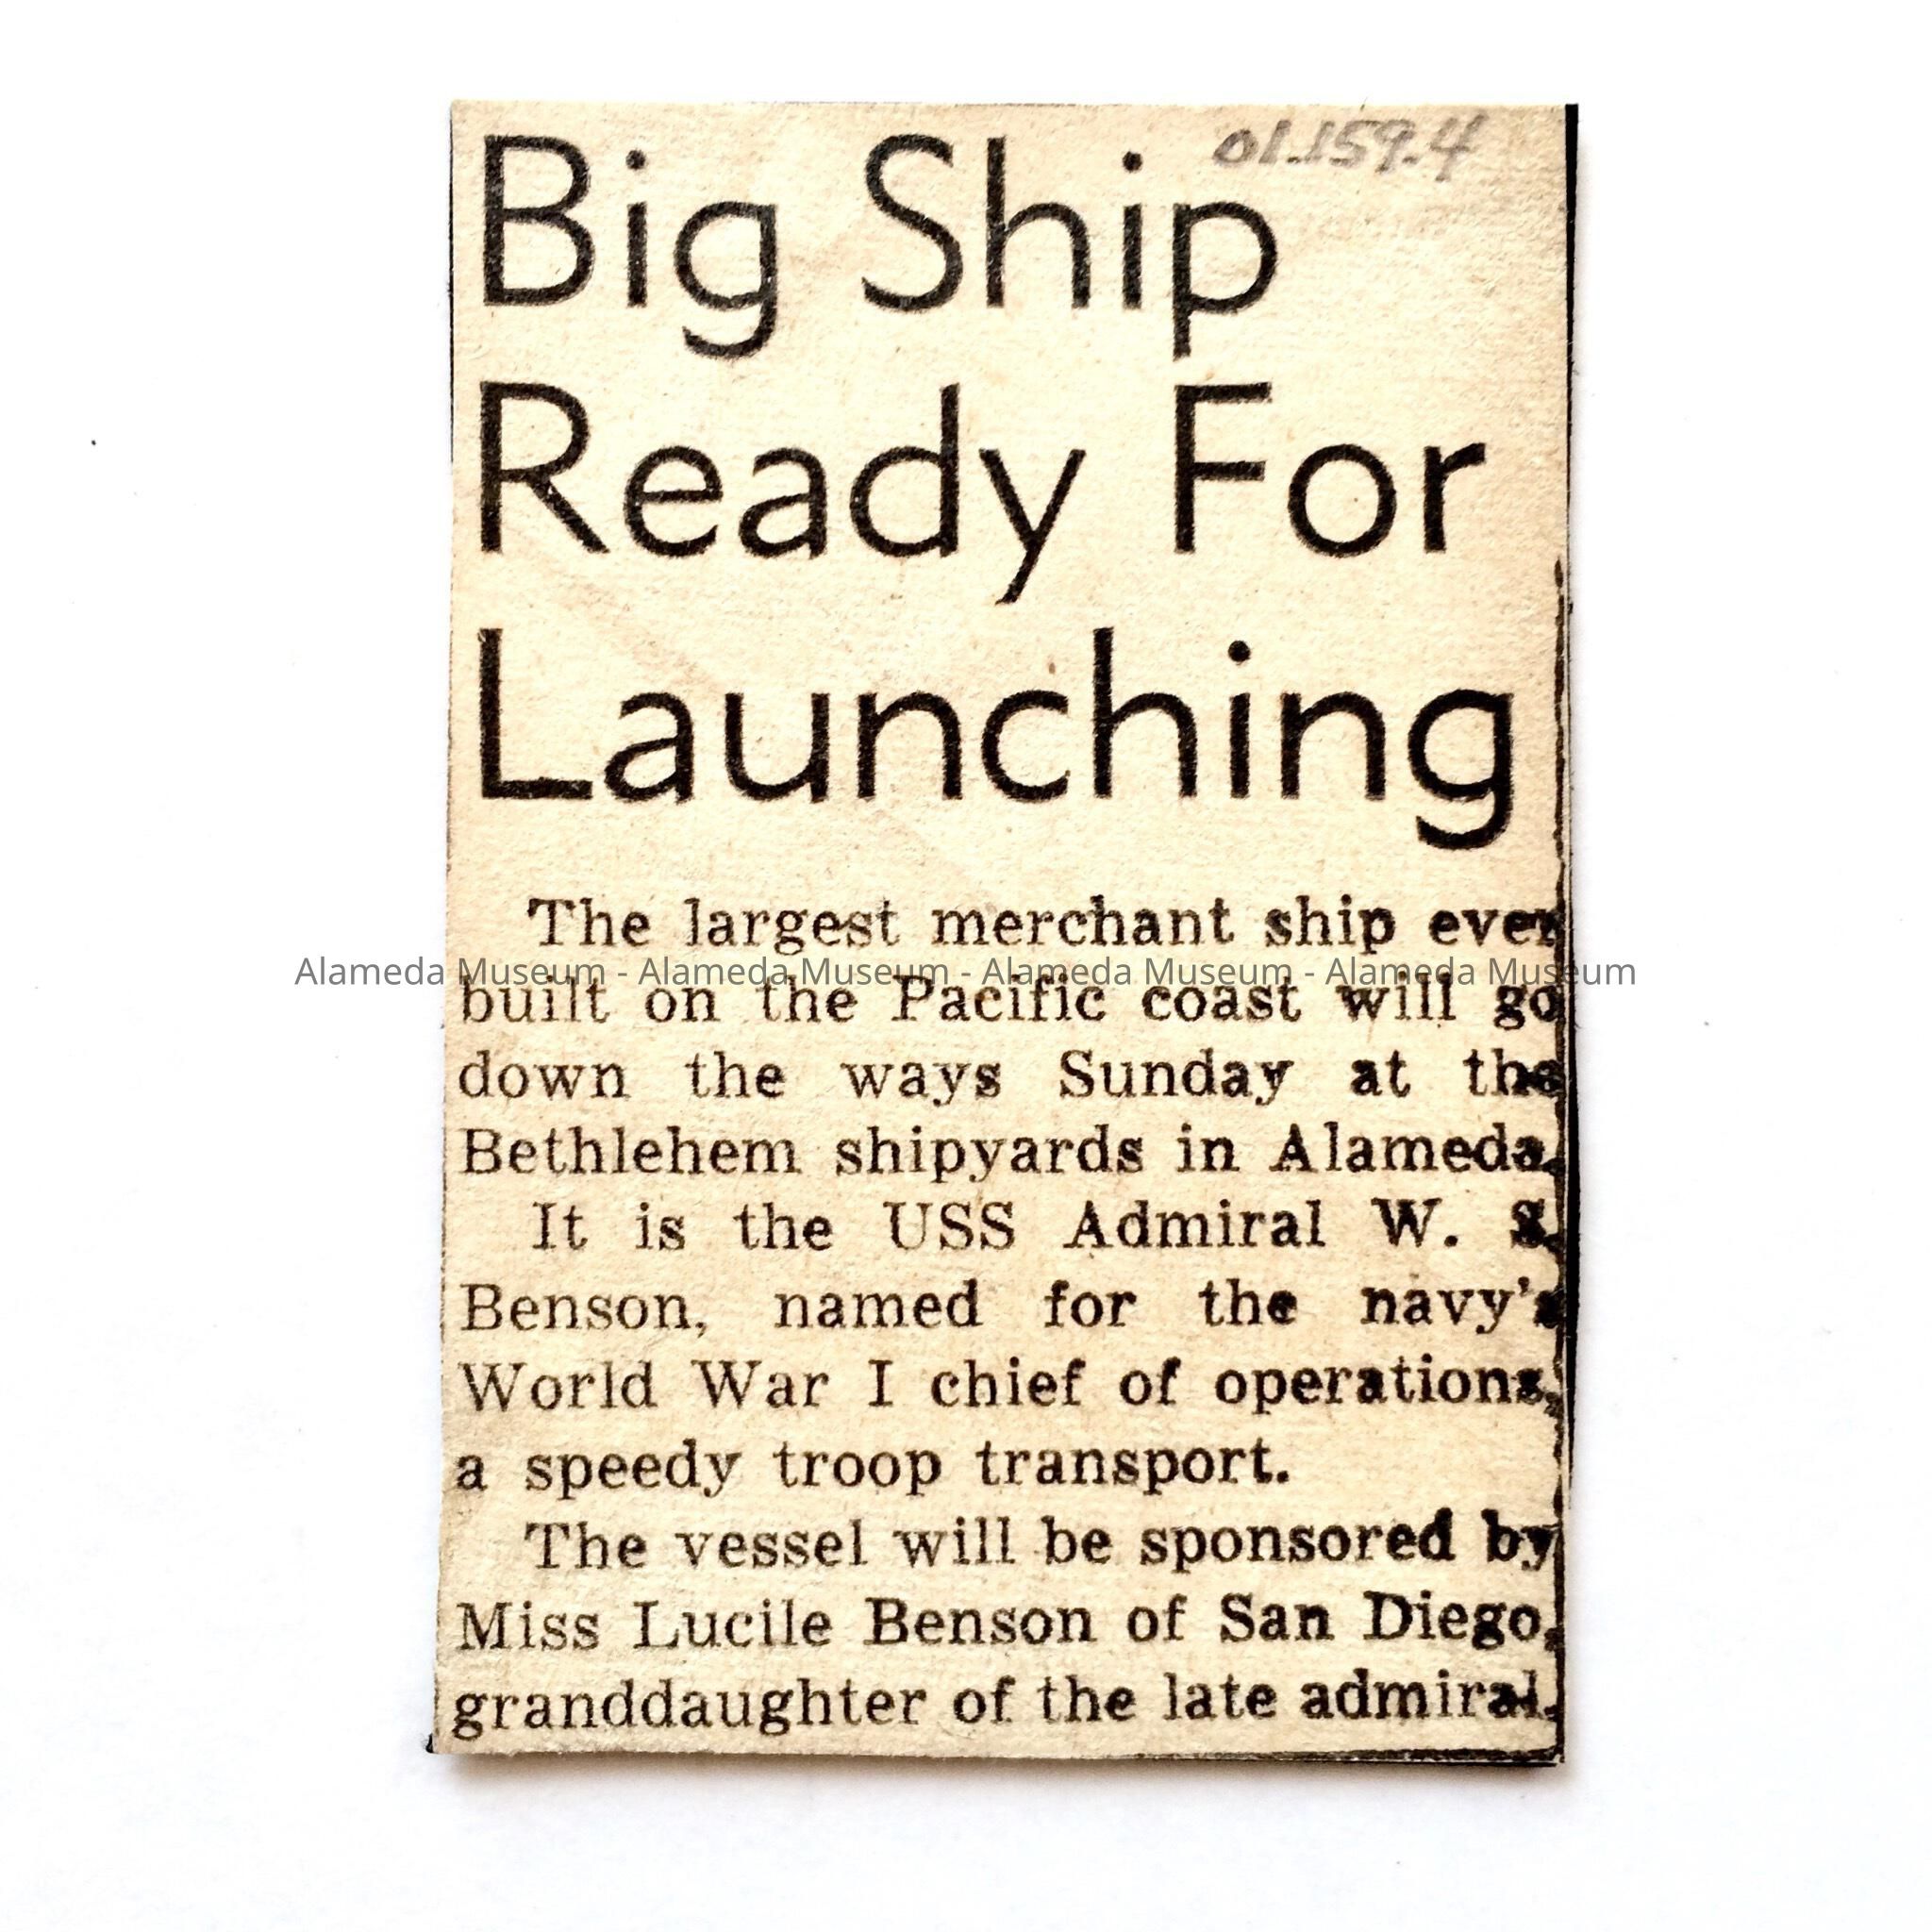 01.159.4
Big Ship
Ready For
Launching
The largest merchant ship ever
Alameda Museum - Alameda Museum - Alameda Museum - Alameda Museum
built on the Pacific coast will go
down the ways Sunday at the
Bethlehem shipyards in Alameda.
It is the USS Admiral W. S.
Benson, named for the navy's
World War I chief of operations,
a speedy troop transport.
The vessel will be sponsored by
Miss Lucile Benson of San Diego,
granddaughter of the late admiral.